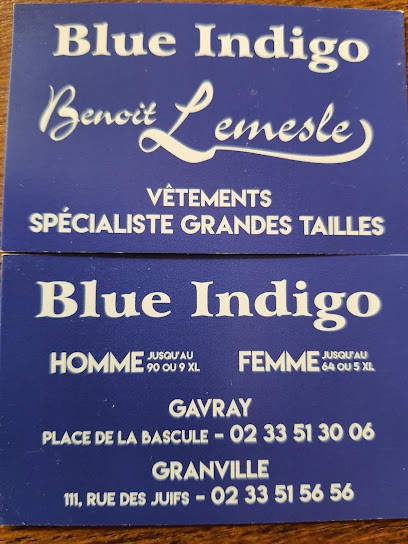 Blue Indigo
Benoit Lemesle
VÊTEMENTS
SPÉCIALISTE GRANDES TAILLES
Blue Indigo
HOMME JUSQU'AU 90 OU 9 XL FEMME JUSQU'AU 64 OU 5 XL
GAVRAY
PLACE DE LA BASCULE – 02 33 51 30 06
GRANVILLE
111, RUE DES JUIFS – 02 33 51 56 56